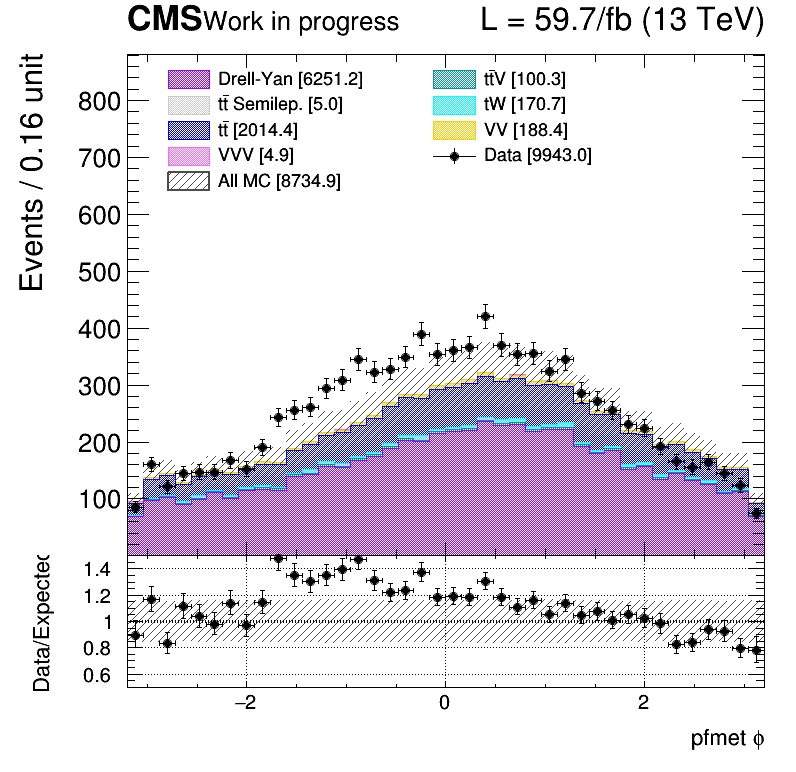 CMS Work in progress L = 59.7/fb (13 TeV)
Events / 0.16 unit
Drell-Yan [6251.2]
tt̄ Semilep. [5.0]
tt̄ [2014.4]
VVV [4.9]
All MC [8734.9]
tt̄V [100.3]
tW [170.7]
VV [188.4]
Data [9943.0]
800
700
600
500
400
300
200
100
Data/Expected
1.4
1.2
1
0.8
0.6
−2 0 2
pfmet ϕ